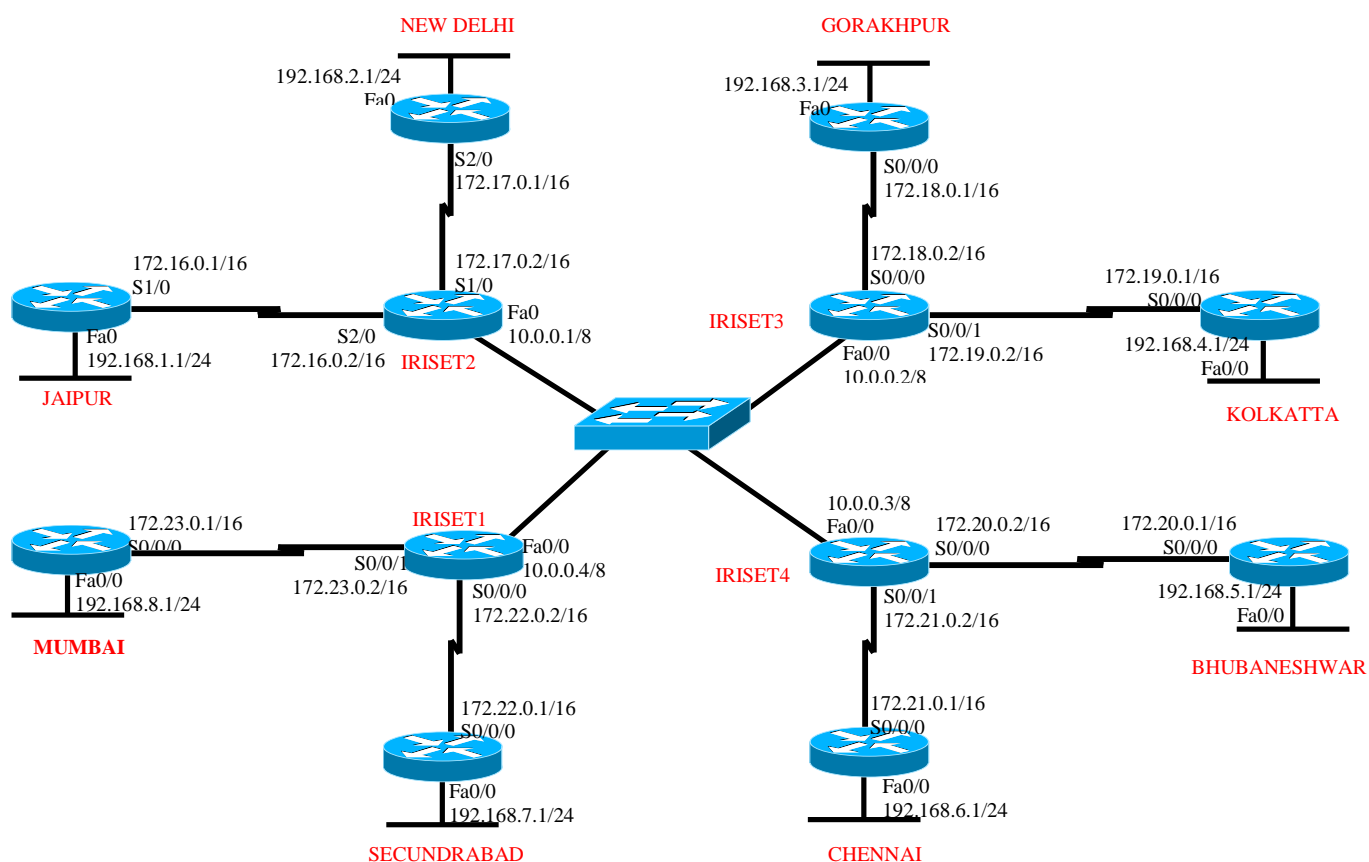 NEW DELHI
192.168.2.1/24
Fa0
S2/0
172.17.0.1/16
GORAKHPUR
192.168.3.1/24
Fa0
S0/0/0
172.18.0.1/16
172.16.0.1/16
S1/0
Fa0
192.168.1.1/24
JAIPUR
172.17.0.2/16
S1/0
Fa0
10.0.0.1/8
S2/0
172.16.0.2/16
IRISET2
172.18.0.2/16
S0/0/0
IRISET3
S0/0/1
172.19.0.2/16
Fa0/0
10.0.0.2/8
172.19.0.1/16
S0/0/0
192.168.4.1/24
Fa0/0
KOLKATTA
172.23.0.1/16
S0/0/0
Fa0/0
192.168.8.1/24
MUMBAI
IRISET1
Fa0/0
10.0.0.4/8
S0/0/1
172.23.0.2/16
S0/0/0
172.22.0.2/16
10.0.0.3/8
Fa0/0
172.20.0.2/16
S0/0/0
IRISET4
S0/0/1
172.21.0.2/16
172.20.0.1/16
S0/0/0
192.168.5.1/24
Fa0/0
BHUBANESHWAR
172.22.0.1/16
S0/0/0
Fa0/0
192.168.7.1/24
SECUNDRABAD
172.21.0.1/16
S0/0/0
Fa0/0
192.168.6.1/24
CHENNAI